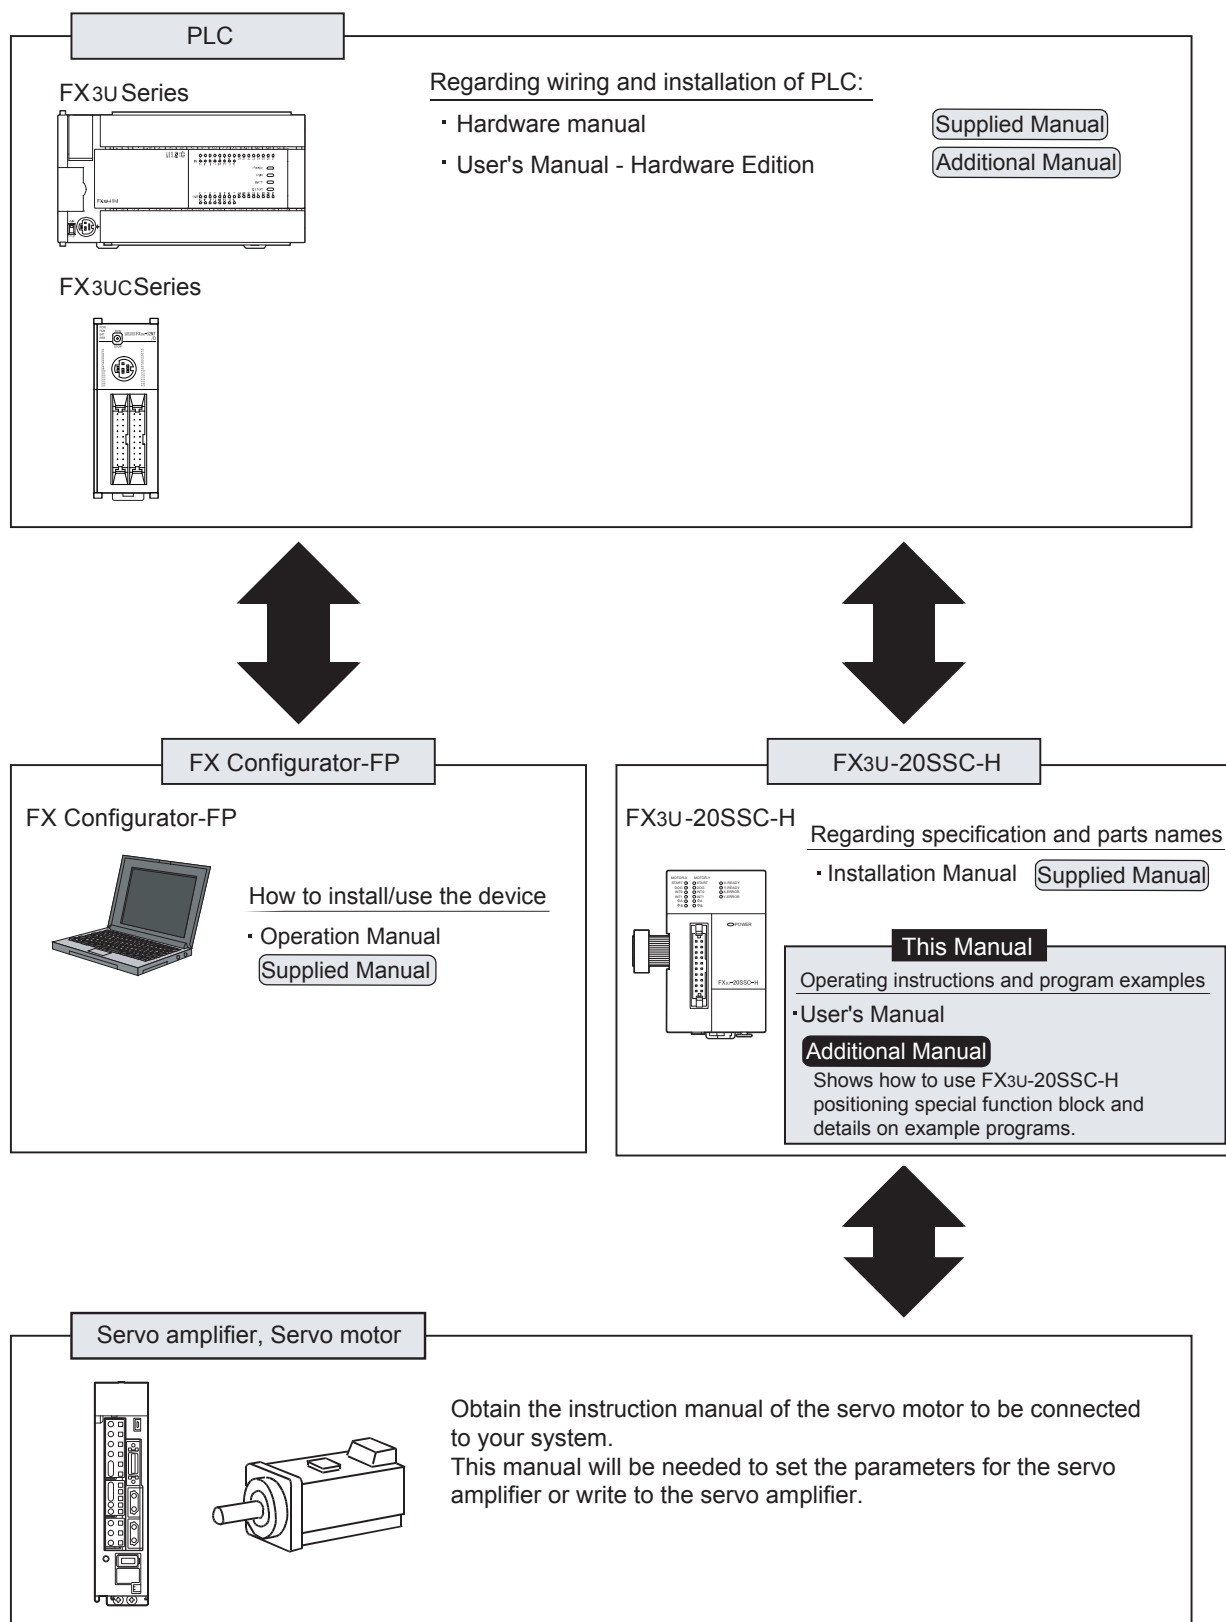 PLC
FX3U Series
Regarding wiring and installation of PLC:
· Hardware manual
Supplied Manual
· User's Manual - Hardware Edition
Additional Manual
FX3UC Series
FX Configurator-FP
FX Configurator-FP
How to install/use the device
· Operation Manual
Supplied Manual
FX3U-20SSC-H
FX3U-20SSC-H
Regarding specification and parts names
· Installation Manual
Supplied Manual
POWER
FX3U-20SSC-H
This Manual
Operating instructions and program examples
· User's Manual
Additional Manual
Shows how to use FX3U-20SSC-H
positioning special function block and
details on example programs.
Servo amplifier, Servo motor
Obtain the instruction manual of the servo motor to be connected
to your system.
This manual will be needed to set the parameters for the servo
amplifier or write to the servo amplifier.